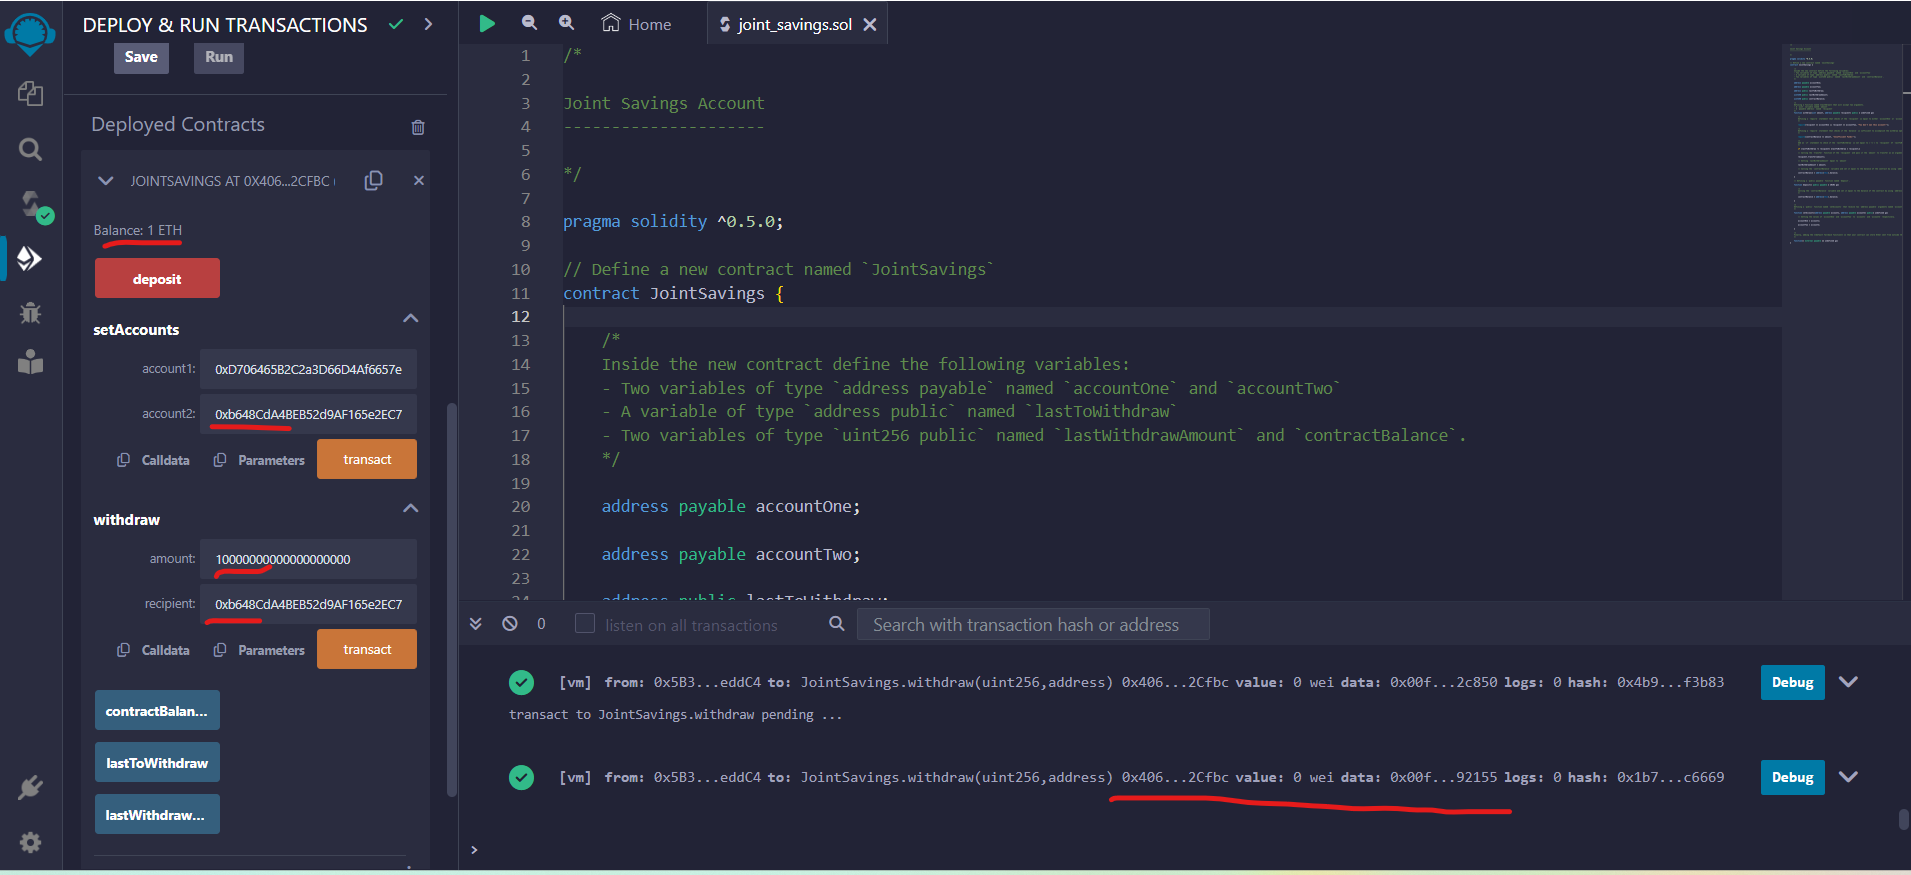 DEPLOY & RUN TRANSACTIONS
Save Run
Deployed Contracts
JOINTSAVINGS AT 0X406...2CFBC (
Balance: 1 ETH
deposit
setAccounts
account1: 0xD706465B2C2a3D66D4Af6657e
account2: 0xb648CdA4BEB52d9AF165e2EC7
Calldata Parameters transact
withdraw
amount: 10000000000000000000
recipient: 0xb648CdA4BEB52d9AF165e2EC7
Calldata Parameters transact
contractBalan...
lastToWithdraw
lastWithdraw...
Home joint_savings.sol
1 /*
2
3 Joint Savings Account
4 ---------------------
5
6 */
7
8 pragma solidity ^0.5.0;
9
10 // Define a new contract named `JointSavings`
11 contract JointSavings {
12
13 /*
14 Inside the new contract define the following variables:
15 - Two variables of type `address payable` named `accountOne` and `accountTwo`
16 - A variable of type `address public` named `lastToWithdraw`
17 - Two variables of type `uint256 public` named `lastWithdrawAmount` and `contractBalance`.
18 */
19
20 address payable accountOne;
21
22 address payable accountTwo;
23
24 address public lastToWithdraw;
0 listen on all transactions Search with transaction hash or address
[vm] from: 0x5B3...eddC4 to: JointSavings.withdraw(uint256,address) 0x406...2Cfbc value: 0 wei data: 0x00f...2c850 logs: 0 hash: 0x4b9...f3b83 Debug
transact to JointSavings.withdraw pending ...
[vm] from: 0x5B3...eddC4 to: JointSavings.withdraw(uint256,address) 0x406...2Cfbc value: 0 wei data: 0x00f...92155 logs: 0 hash: 0x1b7...c6669 Debug
>